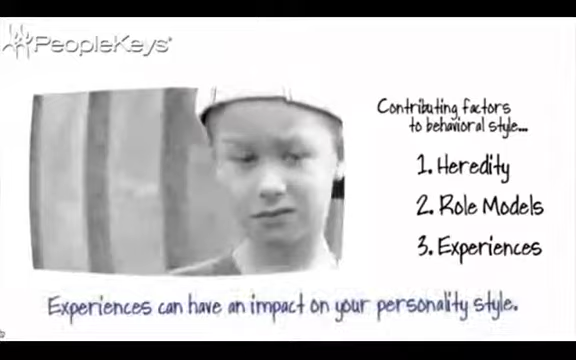 PeopleKeys®
Contributing factors
to behavioral style...
1. Heredity
2. Role Models
3. Experiences
Experiences can have an impact on your personality style.